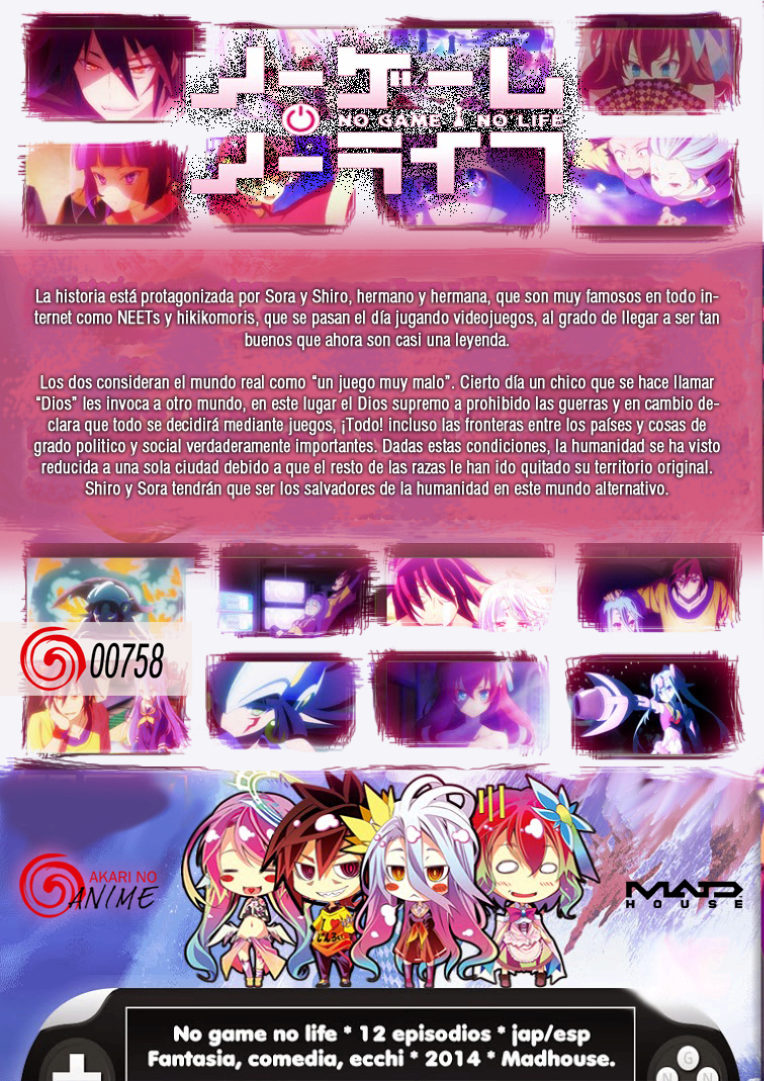 ノーゲーム
NO GAME NO LIFE
ノーライフ
La historia está protagonizada por Sora y Shiro, hermano y hermana, que son muy famosos en todo in-
ternet como NEETs y hikikomoris, que se pasan el día jugando videojuegos, al grado de llegar a ser tan
buenos que ahora son casi una leyenda.
Los dos consideran el mundo real como “un juego muy malo”. Cierto día un chico que se hace llamar
“Dios” les invoca a otro mundo, en este lugar el Dios supremo a prohibido las guerras y en cambio de-
clara que todo se decidirá mediante juegos, ¡Todo! incluso las fronteras entre los países y cosas de
grado politico y social verdaderamente importantes. Dadas estas condiciones, la humanidad se ha visto
reducida a una sola ciudad debido a que el resto de las razas le han ido quitado su territorio original.
Shiro y Sora tendrán que ser los salvadores de la humanidad en este mundo alternativo.
00758
AKARI NO
ANIME
MAD
HOUSE
No game no life * 12 episodios * jap/esp
Fantasia, comedia, ecchi * 2014 * Madhouse.
G
N N